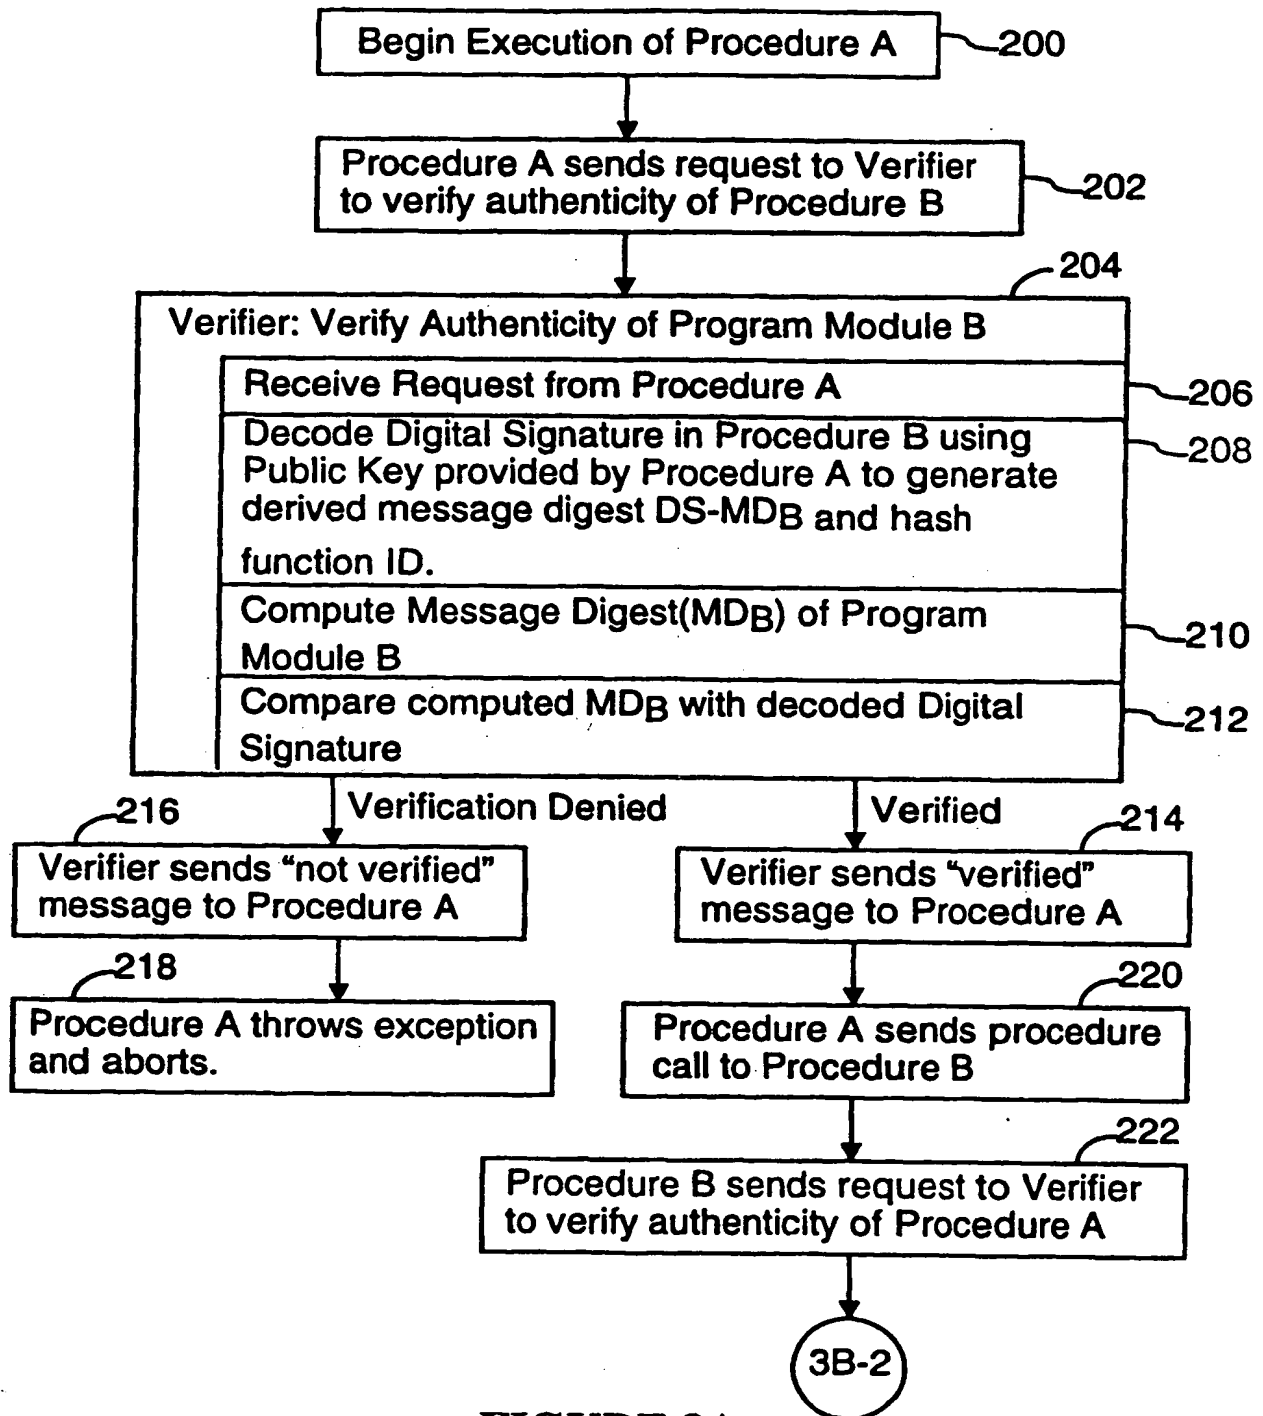 Begin Execution of Procedure A
200
Procedure A sends request to Verifier
to verify authenticity of Procedure B
202
204
Verifier: Verify Authenticity of Program Module B
Receive Request from Procedure A
206
Decode Digital Signature in Procedure B using
Public Key provided by Procedure A to generate
derived message digest DS-MDB and hash
function ID.
208
Compute Message Digest(MDB) of Program
Module B
210
Compare computed MDB with decoded Digital
Signature
212
Verification Denied
Verified
216
Verifier sends "not verified"
message to Procedure A
214
Verifier sends "verified"
message to Procedure A
218
Procedure A throws exception
and aborts.
220
Procedure A sends procedure
call to Procedure B
222
Procedure B sends request to Verifier
to verify authenticity of Procedure A
3B-2